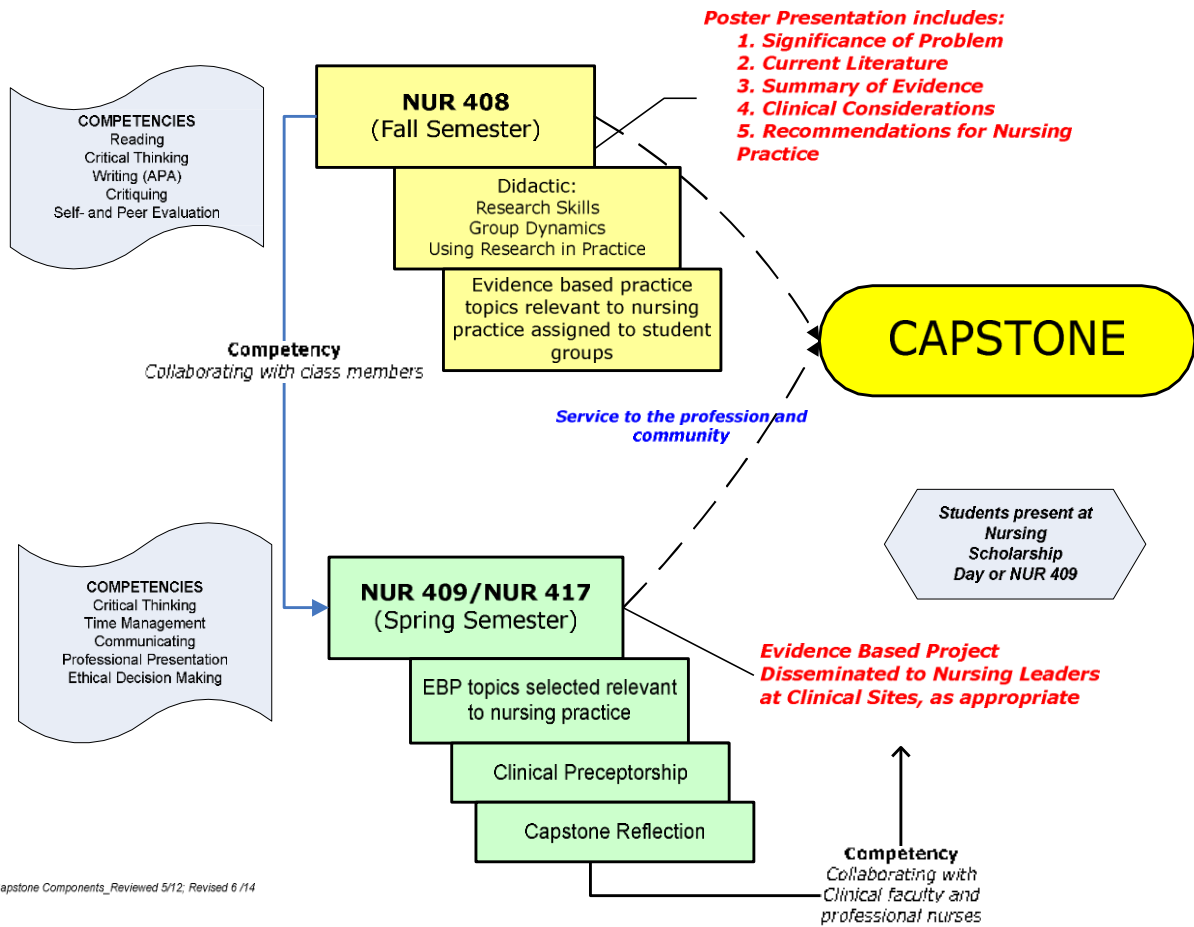 Poster Presentation includes:
1. Significance of Problem
2. Current Literature
3. Summary of Evidence
4. Clinical Considerations
5. Recommendations for Nursing
Practice
NUR 408
(Fall Semester)
COMPETENCIES
Reading
Critical Thinking
Writing (APA)
Critiquing
Self- and Peer Evaluation
Didactic:
Research Skills
Group Dynamics
Using Research in Practice
Evidence based practice
topics relevant to nursing
practice assigned to student
groups
CAPSTONE
Competency
Collaborating with class members
Service to the profession and
community
Students present at
Nursing
Scholarship
Day or NUR 409
COMPETENCIES
Critical Thinking
Time Management
Communicating
Professional Presentation
Ethical Decision Making
NUR 409/NUR 417
(Spring Semester)
EBP topics selected relevant
to nursing practice
Clinical Preceptorship
Capstone Reflection
Evidence Based Project
Disseminated to Nursing Leaders
at Clinical Sites, as appropriate
Competency
Collaborating with
Clinical faculty and
professional nurses
apstone Components_Reviewed 5/12; Revised 6 /14